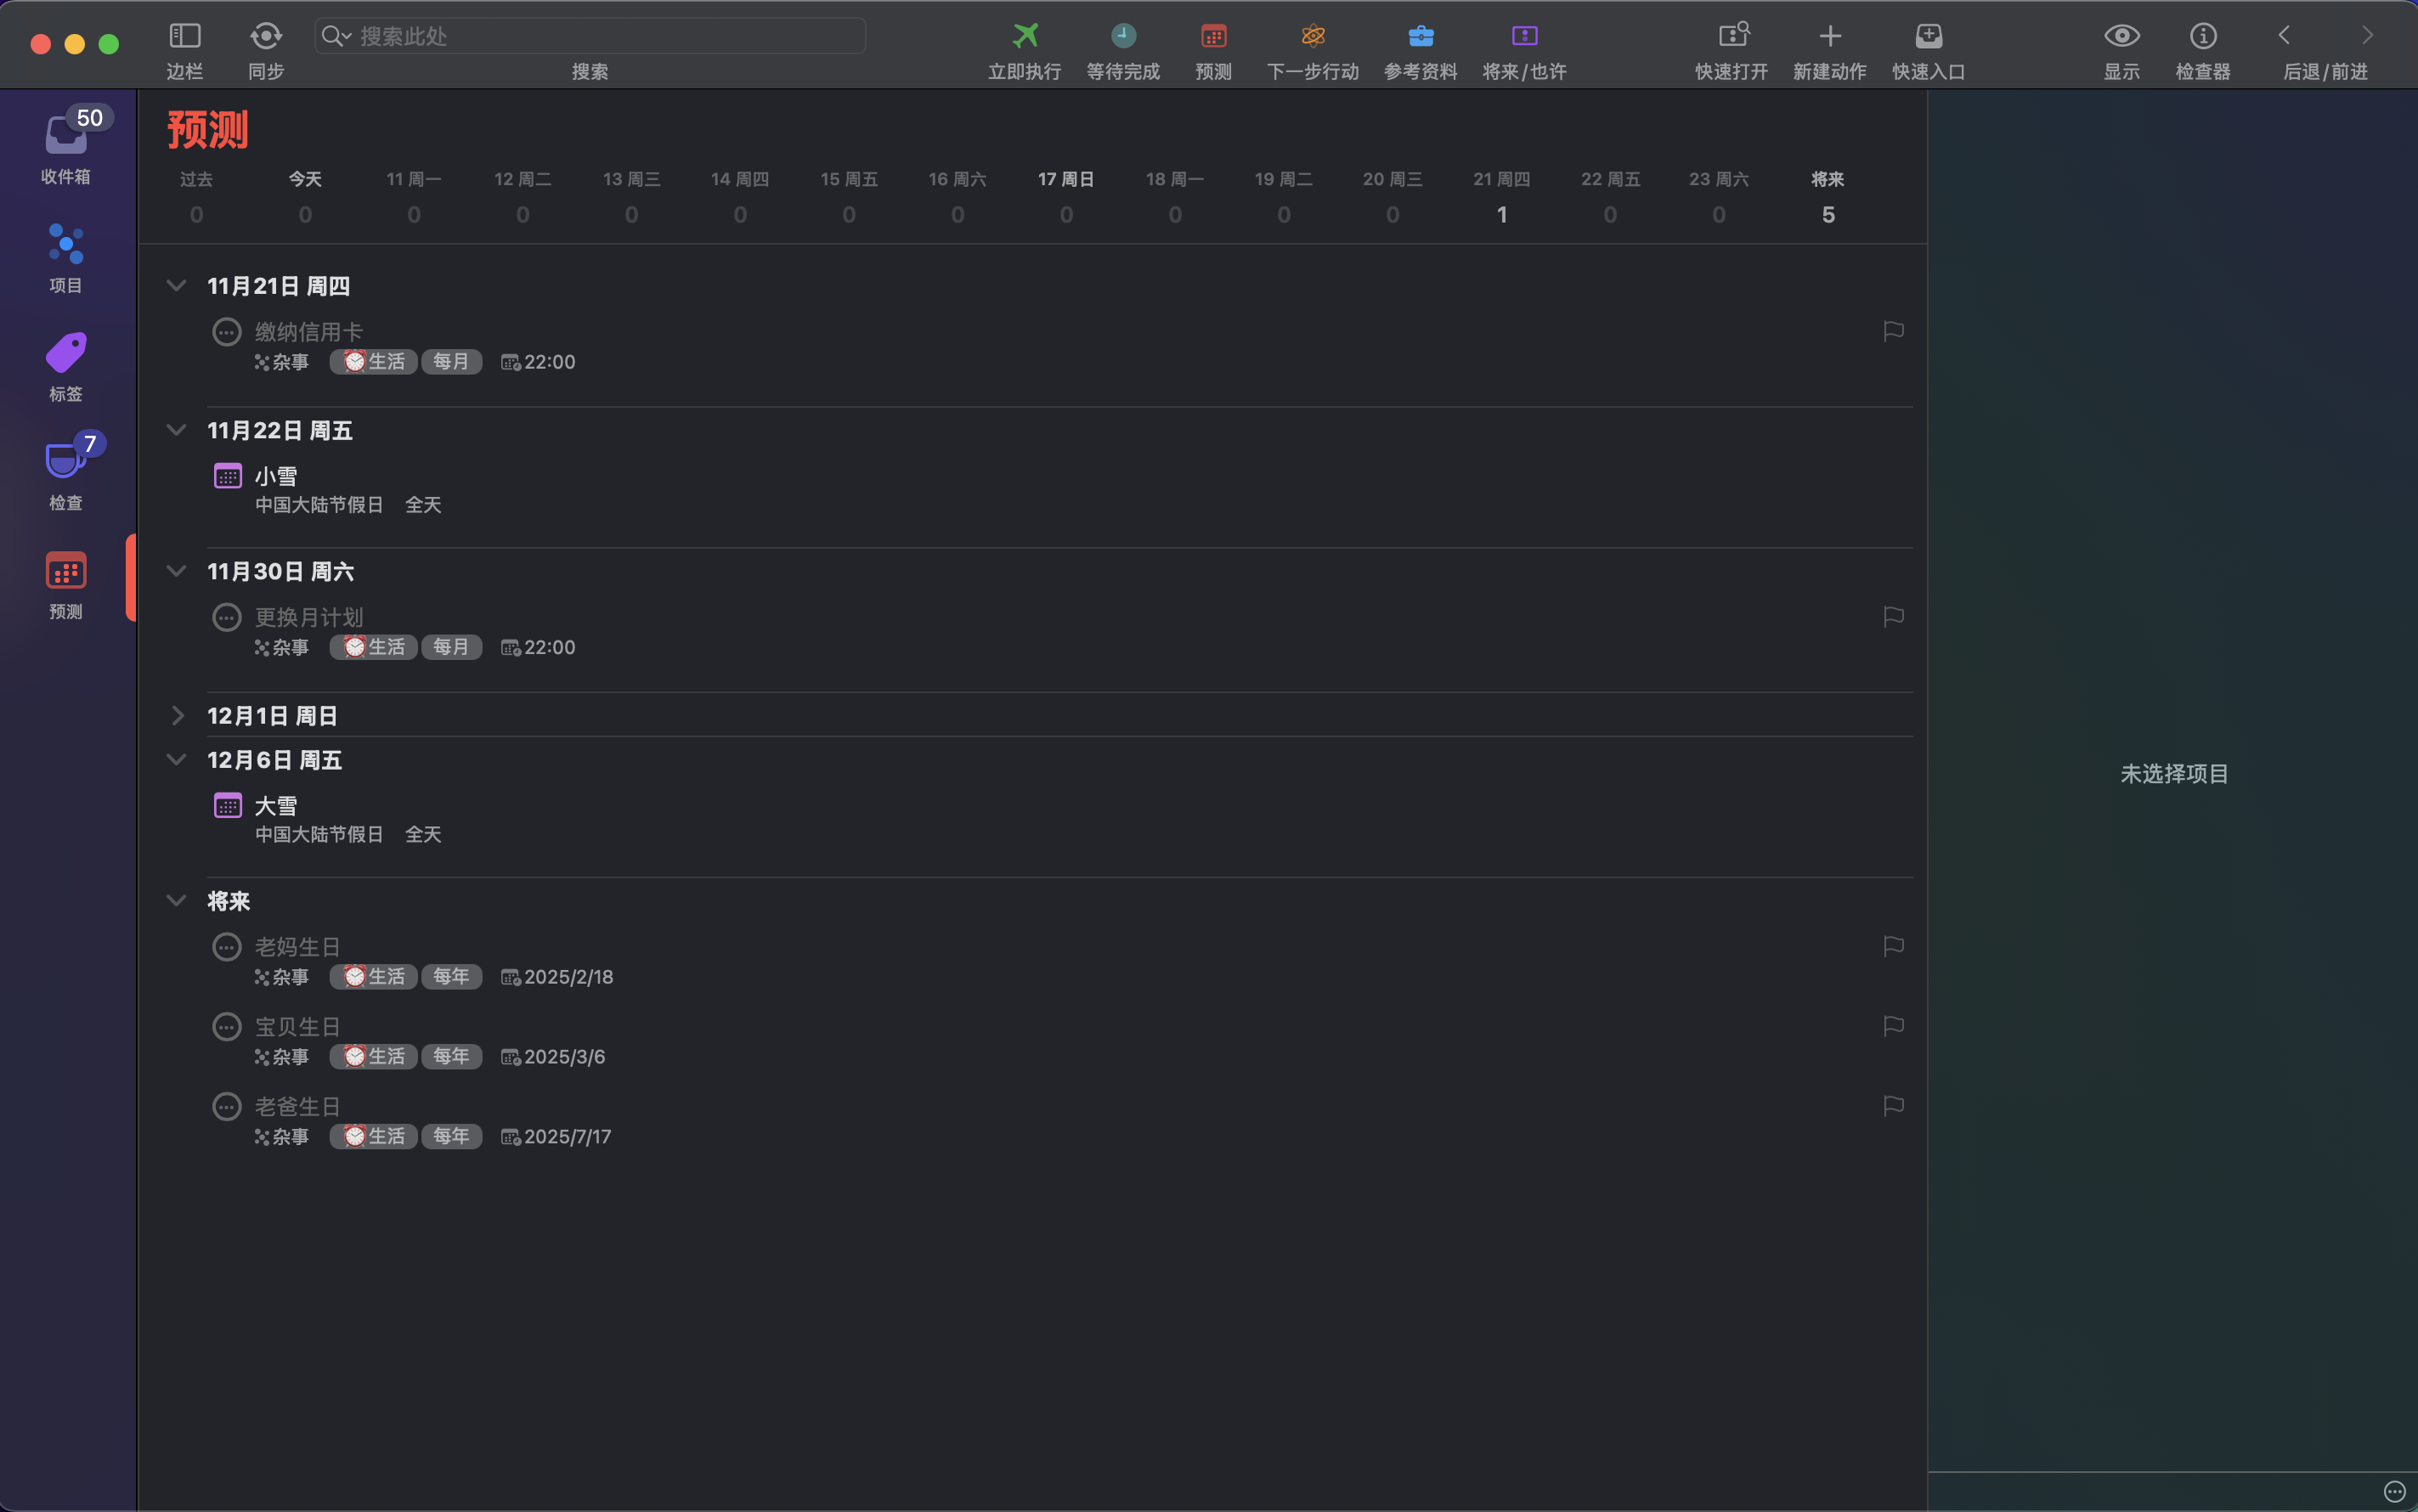 搜索此处
边栏 同步 搜索 立即执行 等待完成 预测 下一步行动 参考资料 将来/也许 快速打开 新建动作 快速入口 显示 检查器 后退/前进
50
收件箱
项目
标签
7
检查
预测
预测
过去 今天 11 周一 12 周二 13 周三 14 周四 15 周五 16 周六 17 周日 18 周一 19 周二 20 周三 21 周四 22 周五 23 周六 将来
0 0 0 0 0 0 0 0 0 0 0 0 1 0 0 5
11月21日 周四
缴纳信用卡
杂事 ⏰生活 每月 22:00
11月22日 周五
小雪
中国大陆节假日 全天
11月30日 周六
更换月计划
杂事 ⏰生活 每月 22:00
12月1日 周日
12月6日 周五
大雪
中国大陆节假日 全天
将来
老妈生日
杂事 ⏰生活 每年 2025/2/18
宝贝生日
杂事 ⏰生活 每年 2025/3/6
老爸生日
杂事 ⏰生活 每年 2025/7/17
未选择项目